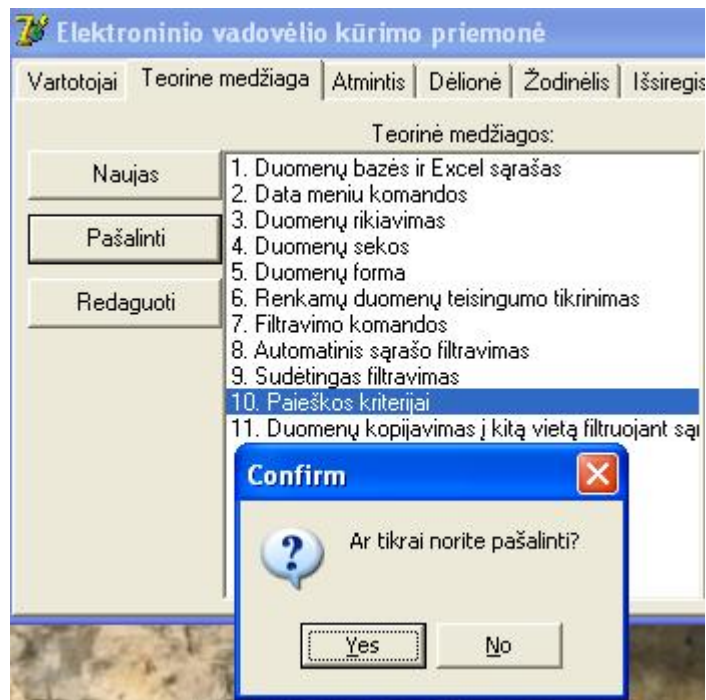 Elektroninio vadovėlio kūrimo priemonė
Vartotojai Teorine medžiaga Atmintis Dėlionė Žodinėlis Išsiregis
Teorinė medžiagos:
Naujas
Pašalinti
Redaguoti
1. Duomenų bazės ir Excel sąrašas
2. Data meniu komandos
3. Duomenų rikiavimas
4. Duomenų sekos
5. Duomenų forma
6. Renkamų duomenų teisingumo tikrinimas
7. Filtravimo komandos
8. Automatinis sąrašo filtravimas
9. Sudėtingas filtravimas
10. Paieškos kriterijai
11. Duomenų kopijavimas į kitą vietą filtruojant są
Confirm
Ar tikrai norite pašalinti?
Yes No